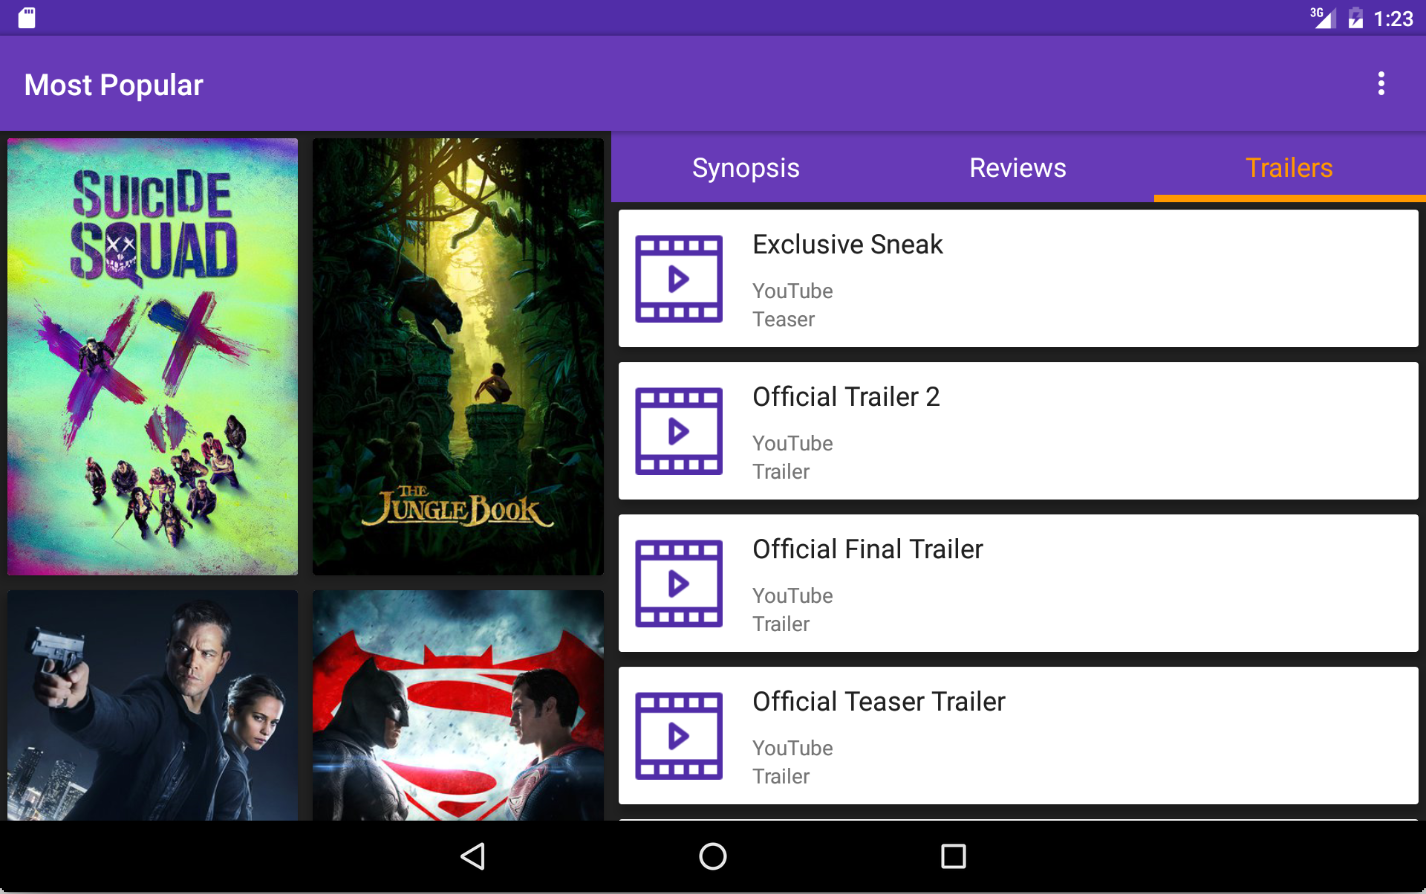 3G 1:23
Most Popular
SUICIDE
SQUAD
THE
JUNGLE BOOK
Synopsis
Reviews
Trailers
Exclusive Sneak
YouTube
Teaser
Official Trailer 2
YouTube
Trailer
Official Final Trailer
YouTube
Trailer
Official Teaser Trailer
YouTube
Trailer